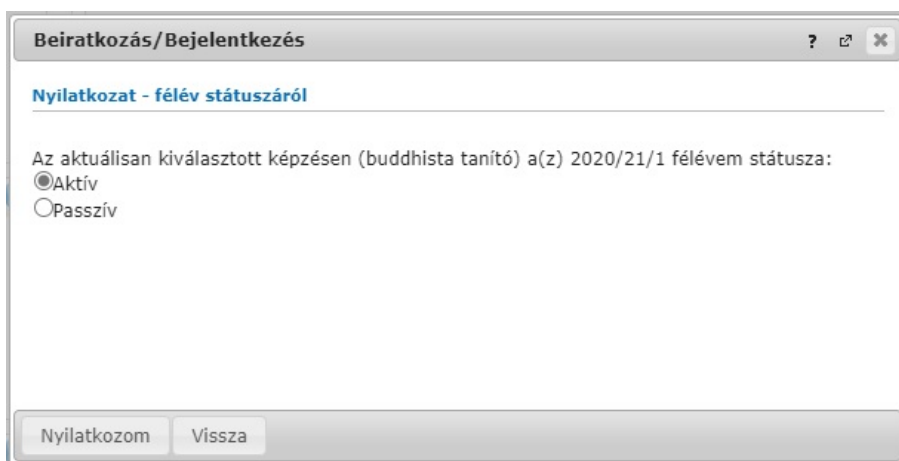 Beiratkozás/Bejelentkezés ?
Nyilatkozat - félév státuszáról
Az aktuálisan kiválasztott képzésen (buddhista tanító) a(z) 2020/21/1 félévem státusza:
Aktív
Passzív
Nyilatkozom Vissza